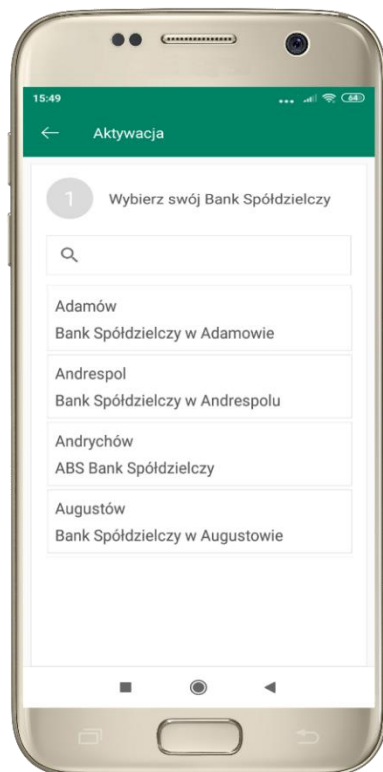 15:49
64
Aktywacja
1
Wybierz swój Bank Spółdzielczy
Adamów
Bank Spółdzielczy w Adamowie
Andrespol
Bank Spółdzielczy w Andrespolu
Andrychów
ABS Bank Spółdzielczy
Augustów
Bank Spółdzielczy w Augustowie